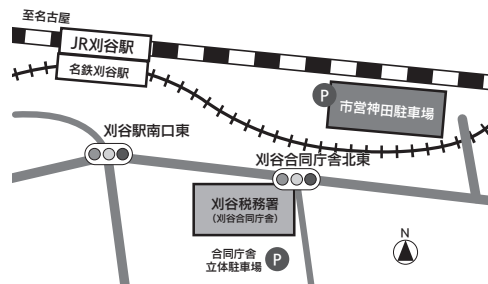 至名古屋
JR刈谷駅
名鉄刈谷駅
P
市営神田駐車場
刈谷駅南口東
刈谷合同庁舎北東
刈谷税務署
(刈谷合同庁舎)
合同庁舎
立体駐車場
P
N